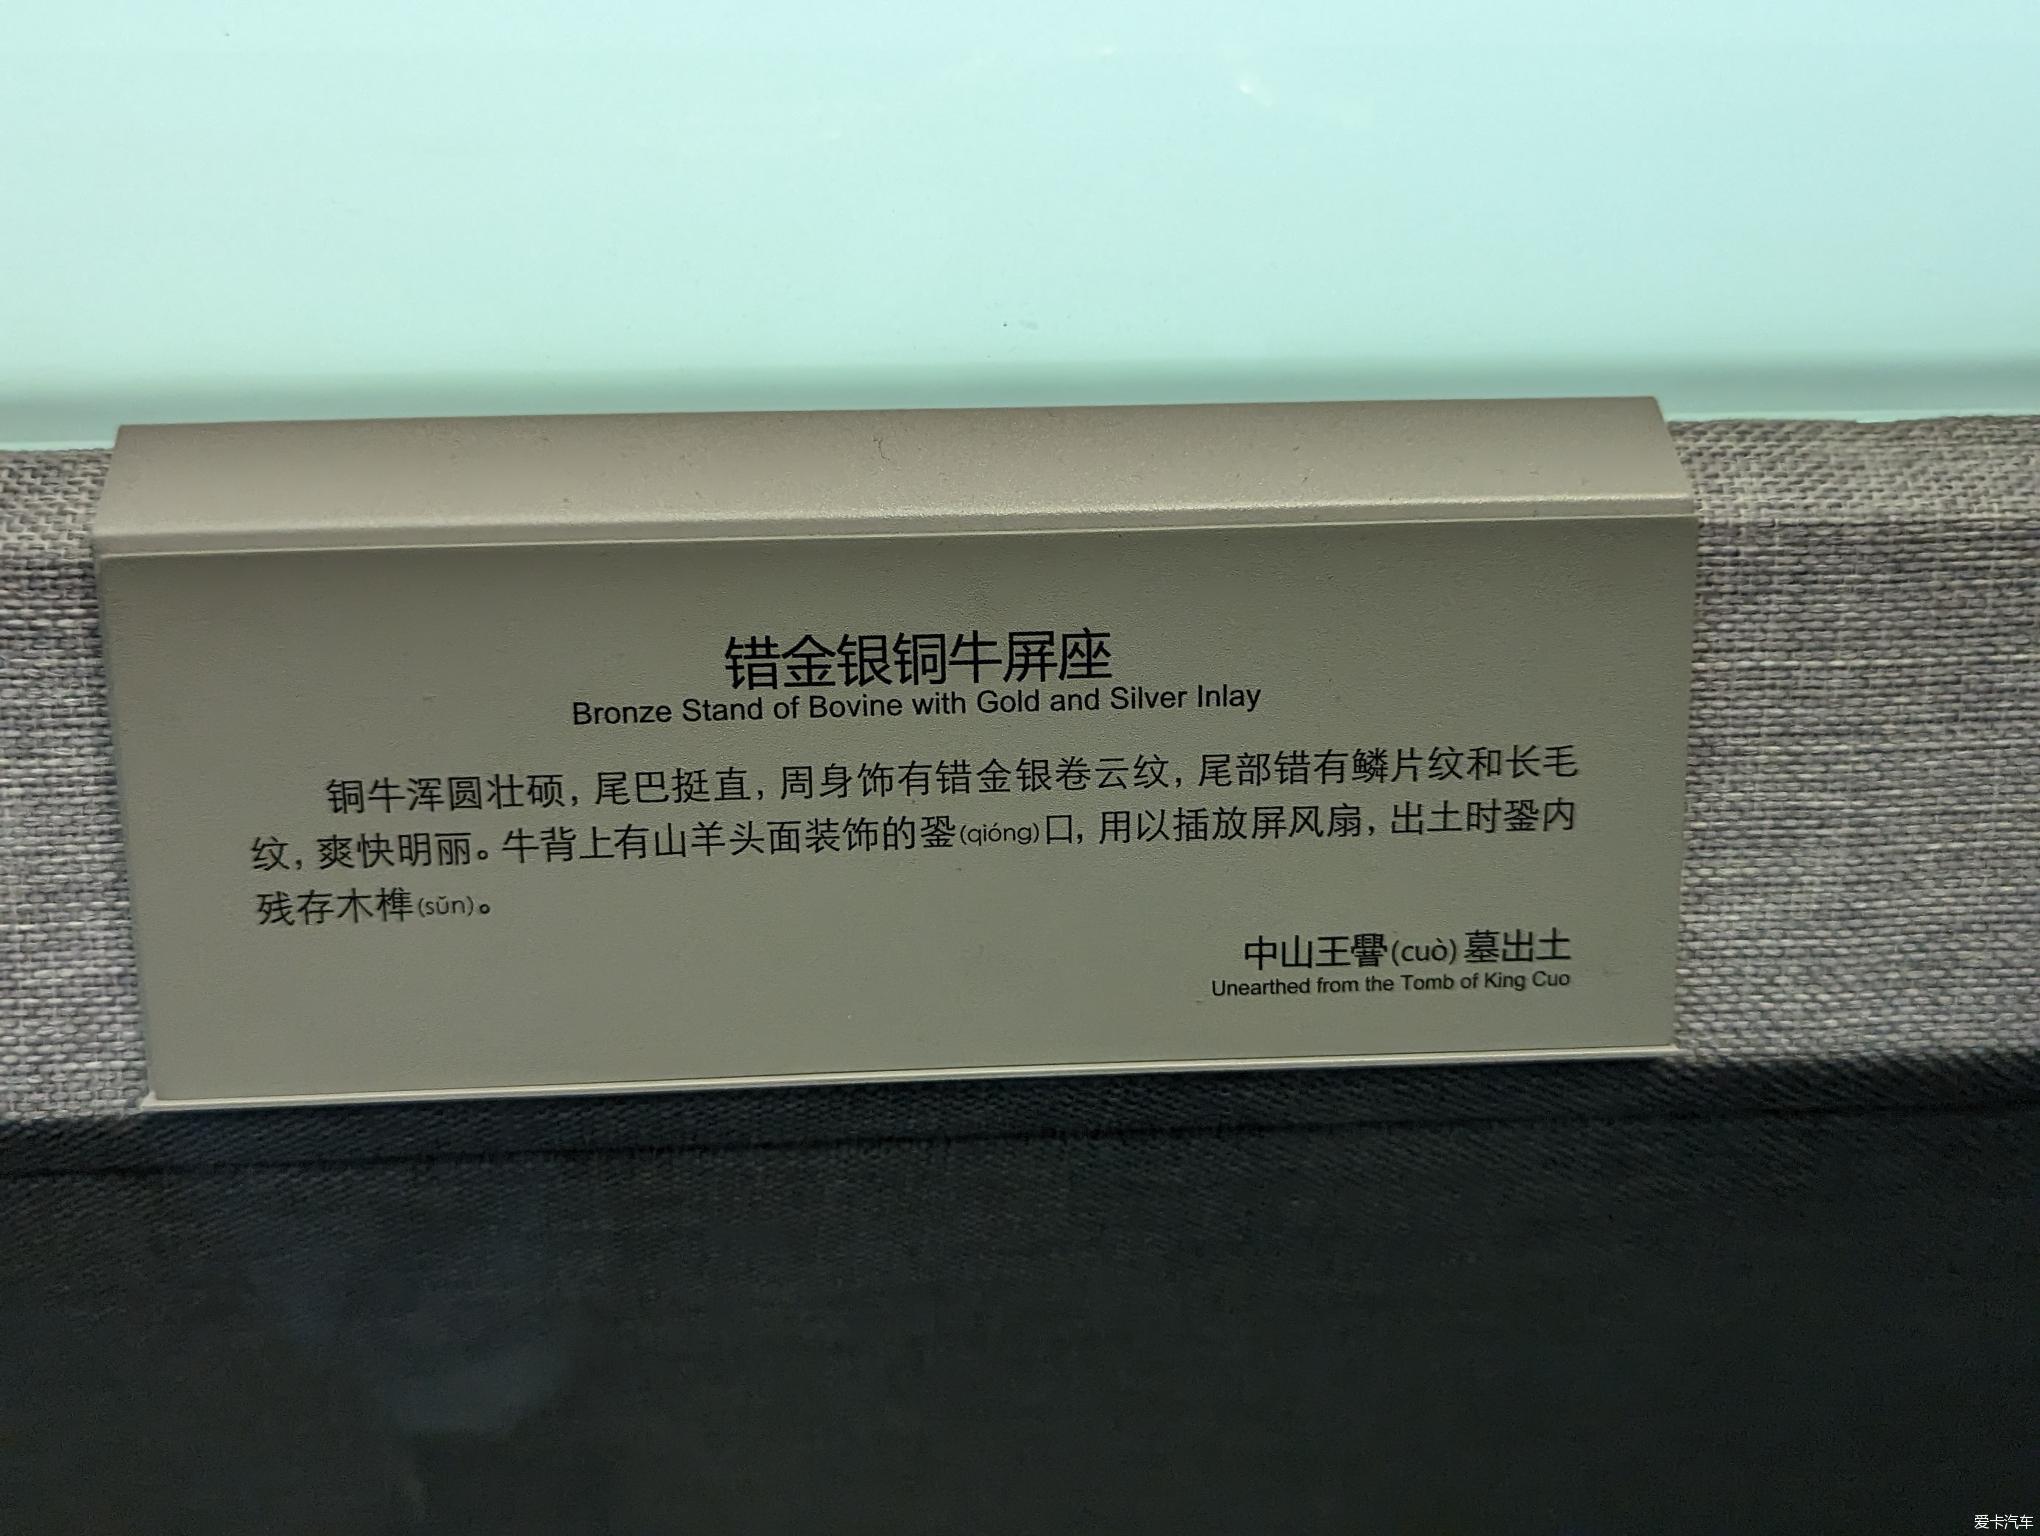 错金银铜牛屏座
Bronze Stand of Bovine with Gold and Silver Inlay
铜牛浑圆壮硕，尾巴挺直，周身饰有错金银卷云纹，尾部错有鳞片纹和长毛
纹，爽快明丽。牛背上有山羊头面装饰的銎(qióng)口，用以插放屏风扇，出土时銎内
残存木榫(sǔn)。
中山王𰯼(cuò)墓出土
Unearthed from the Tomb of King Cuo
爱卡汽车